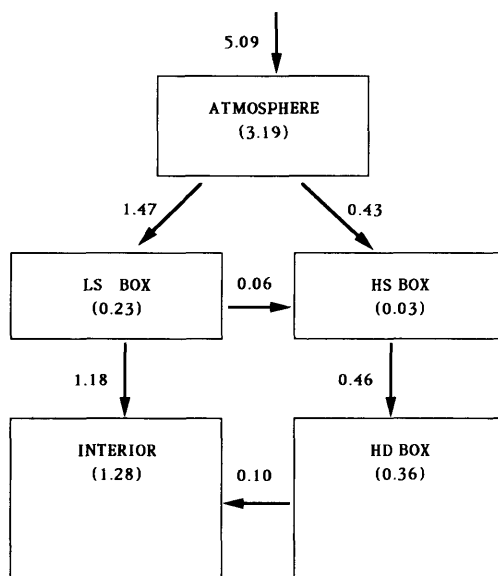 5.09
ATMOSPHERE
(3.19)
1.47
0.43
LS BOX
(0.23)
0.06
HS BOX
(0.03)
1.18
0.46
INTERIOR
(1.28)
0.10
HD BOX
(0.36)